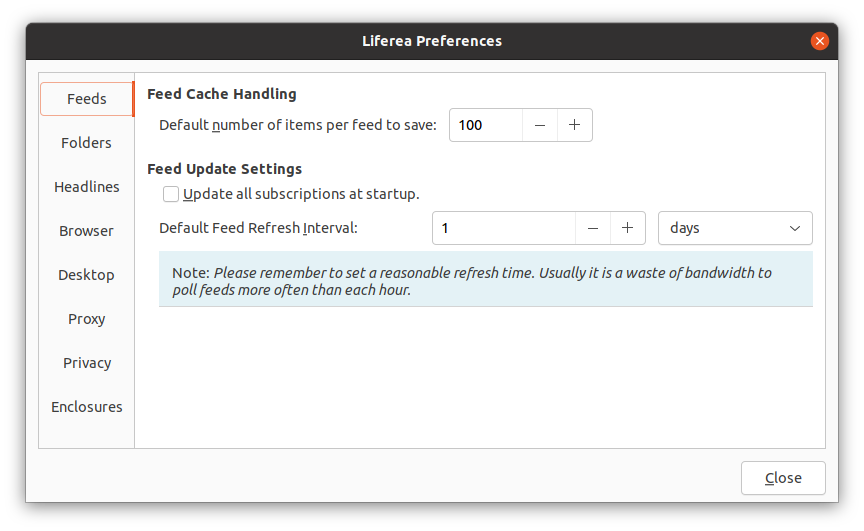 Liferea Preferences
Feeds
Folders
Headlines
Browser
Desktop
Proxy
Privacy
Enclosures
Feed Cache Handling
Default number of items per feed to save: 100
Feed Update Settings
Update all subscriptions at startup.
Default Feed Refresh Interval: 1 days
Note: Please remember to set a reasonable refresh time. Usually it is a waste of bandwidth to
poll feeds more often than each hour.
Close